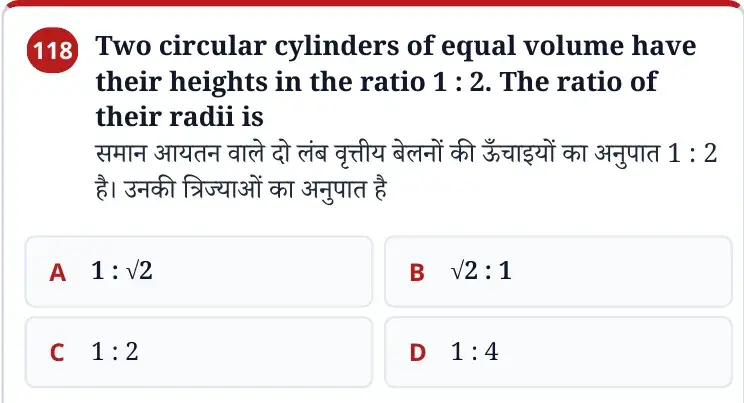 118 Two circular cylinders of equal volume have
their heights in the ratio 1 : 2. The ratio of
their radii is
समान आयतन वाले दो लंब वृत्तीय बेलनों की ऊँचाइयों का अनुपात 1 : 2
है। उनकी त्रिज्याओं का अनुपात है
A 1 : √2
B √2 : 1
C 1 : 2
D 1 : 4